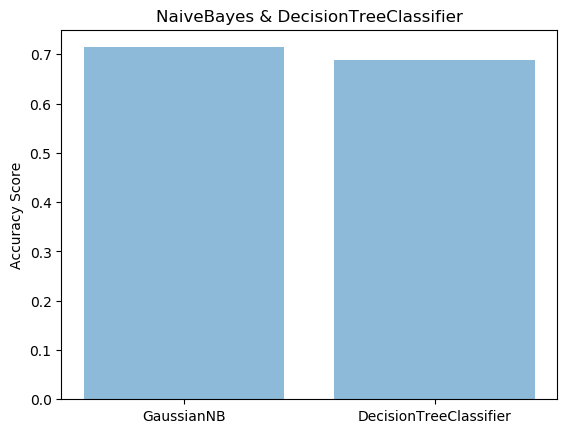 NaiveBayes & DecisionTreeClassifier
Accuracy Score
0.7
0.6
0.5
0.4
0.3
0.2
0.1
0.0
GaussianNB
DecisionTreeClassifier